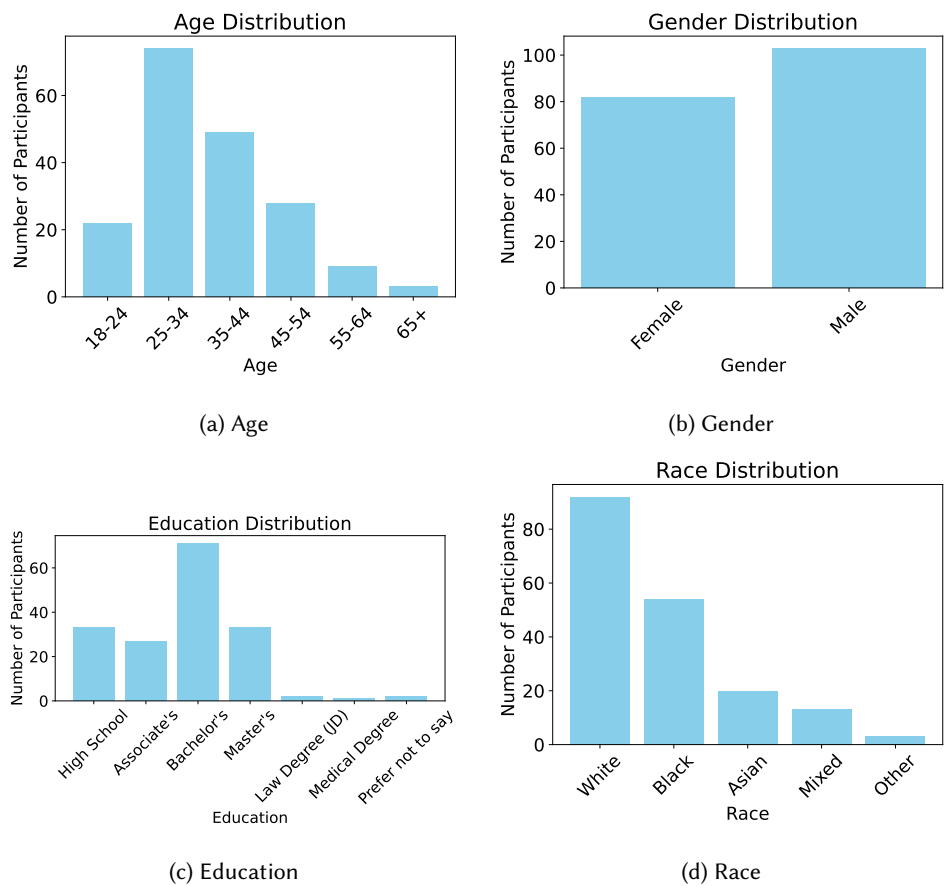 Age Distribution
Number of Participants
60
40
20
0
18-24
25-34
35-44
45-54
55-64
65+
Age
(a) Age
Gender Distribution
Number of Participants
100
80
60
40
20
0
Female
Male
Gender
(b) Gender
Education Distribution
Number of Participants
60
40
20
0
High School
Associate's
Bachelor's
Master's
Law Degree (JD)
Medical Degree
Prefer not to say
Education
(c) Education
Race Distribution
Number of Participants
80
60
40
20
0
White
Black
Asian
Mixed
Other
Race
(d) Race